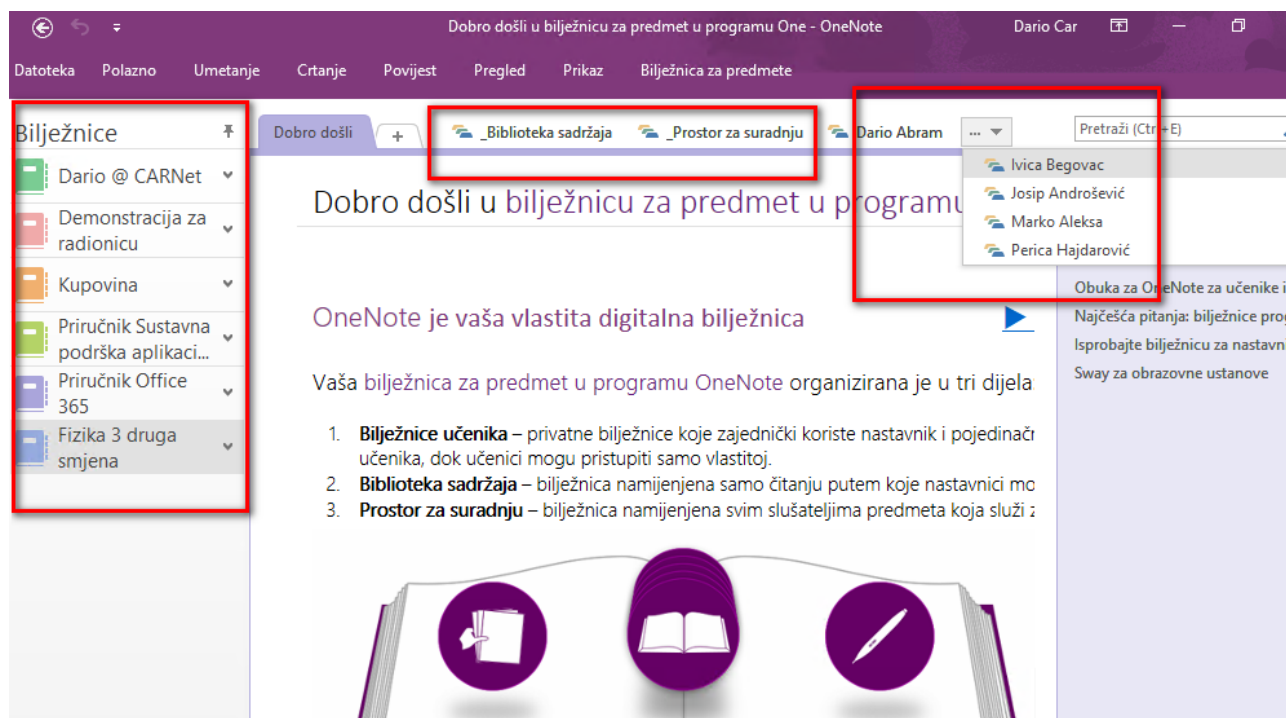 Dobro došli u bilježnicu za predmet u programu One - OneNote
Dario Car
Datoteka Polazno Umetanje Crtanje Povijest Pregled Prikaz Bilježnica za predmete
Bilježnice
Dario @ CARNet
Demonstracija za
radionicu
Kupovina
Priručnik Sustavna
podrška aplikaci...
Priručnik Office
365
Fizika 3 druga
smjena
Dobro došli + _Biblioteka sadržaja _Prostor za suradnju Dario Abram ...
Pretraži (Ctrl+E)
Ivica Begovac
Josip Androšević
Marko Aleksa
Perica Hajdarović
Dobro došli u bilježnicu za predmet u programu
OneNote je vaša vlastita digitalna bilježnica
Vaša bilježnica za predmet u programu OneNote organizirana je u tri dijela
1. Bilježnice učenika – privatne bilježnice koje zajednički koriste nastavnik i pojedinačn
učenika, dok učenici mogu pristupiti samo vlastitoj.
2. Biblioteka sadržaja – bilježnica namijenjena samo čitanju putem koje nastavnici mo
3. Prostor za suradnju – bilježnica namijenjena svim slušateljima predmeta koja služi z
Obuka za OneNote za učenike i
Najčešća pitanja: bilježnice pro
Isprobajte bilježnicu za nastavn
Sway za obrazovne ustanove